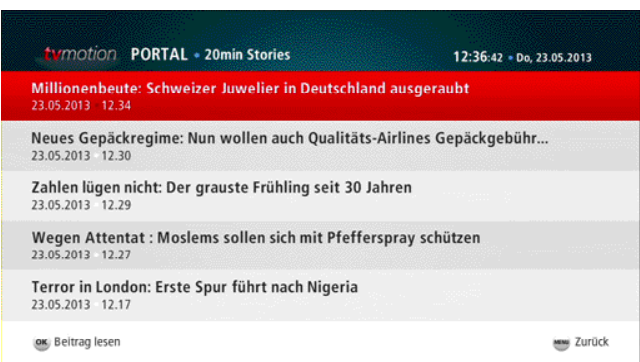 tvmotion PORTAL • 20min Stories 12:36:42 • Do, 23.05.2013
Millionenbeute: Schweizer Juwelier in Deutschland ausgeraubt
23.05.2013 • 12.34
Neues Gepäckregime: Nun wollen auch Qualitäts-Airlines Gepäckgebühr...
23.05.2013 • 12.30
Zahlen lügen nicht: Der grauste Frühling seit 30 Jahren
23.05.2013 • 12.29
Wegen Attentat : Moslems sollen sich mit Pfefferspray schützen
23.05.2013 • 12.27
Terror in London: Erste Spur führt nach Nigeria
23.05.2013 • 12.17
OK Beitrag lesen MENU Zurück